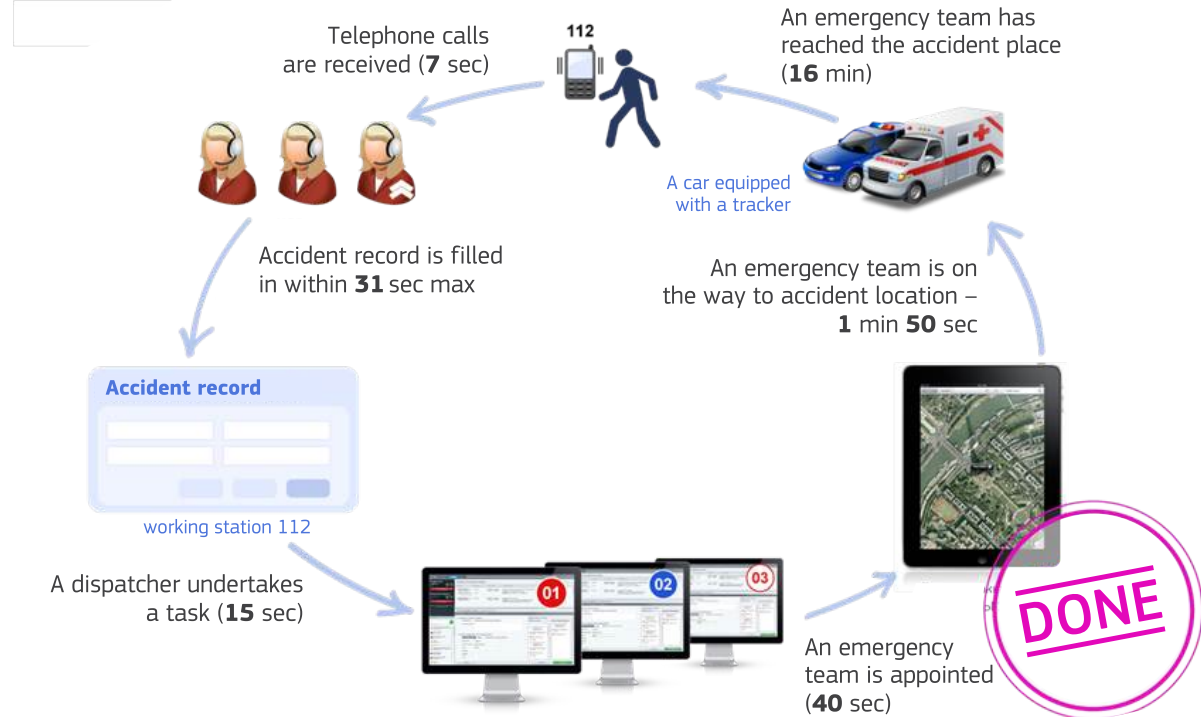 112
Telephone calls
are received (7 sec)
An emergency team has
reached the accident place
(16 min)
A car equipped
with a tracker
Accident record is filled
in within 31 sec max
An emergency team is on
the way to accident location –
1 min 50 sec
Accident record
working station 112
A dispatcher undertakes
a task (15 sec)
01
02
03
An emergency
team is appointed
(40 sec)
DONE